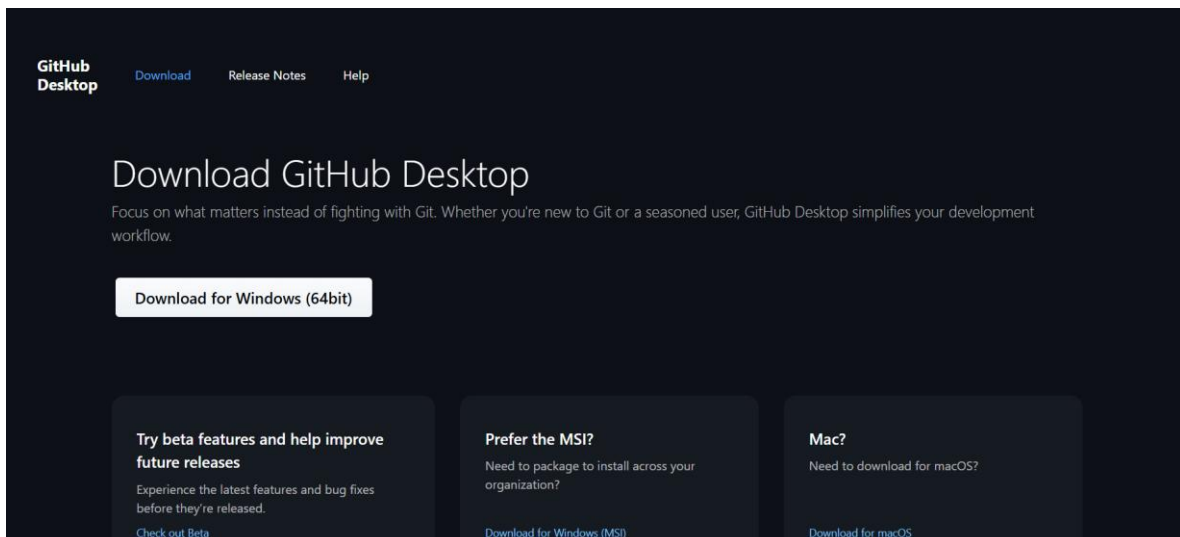 GitHub
Desktop
Download
Release Notes
Help
Download GitHub Desktop
Focus on what matters instead of fighting with Git. Whether you're new to Git or a seasoned user, GitHub Desktop simplifies your development
workflow.
Download for Windows (64bit)
Try beta features and help improve
future releases
Experience the latest features and bug fixes
before they're released.
Check out Beta
Prefer the MSI?
Need to package to install across your
organization?
Download for Windows (MSI)
Mac?
Need to download for macOS?
Download for macOS